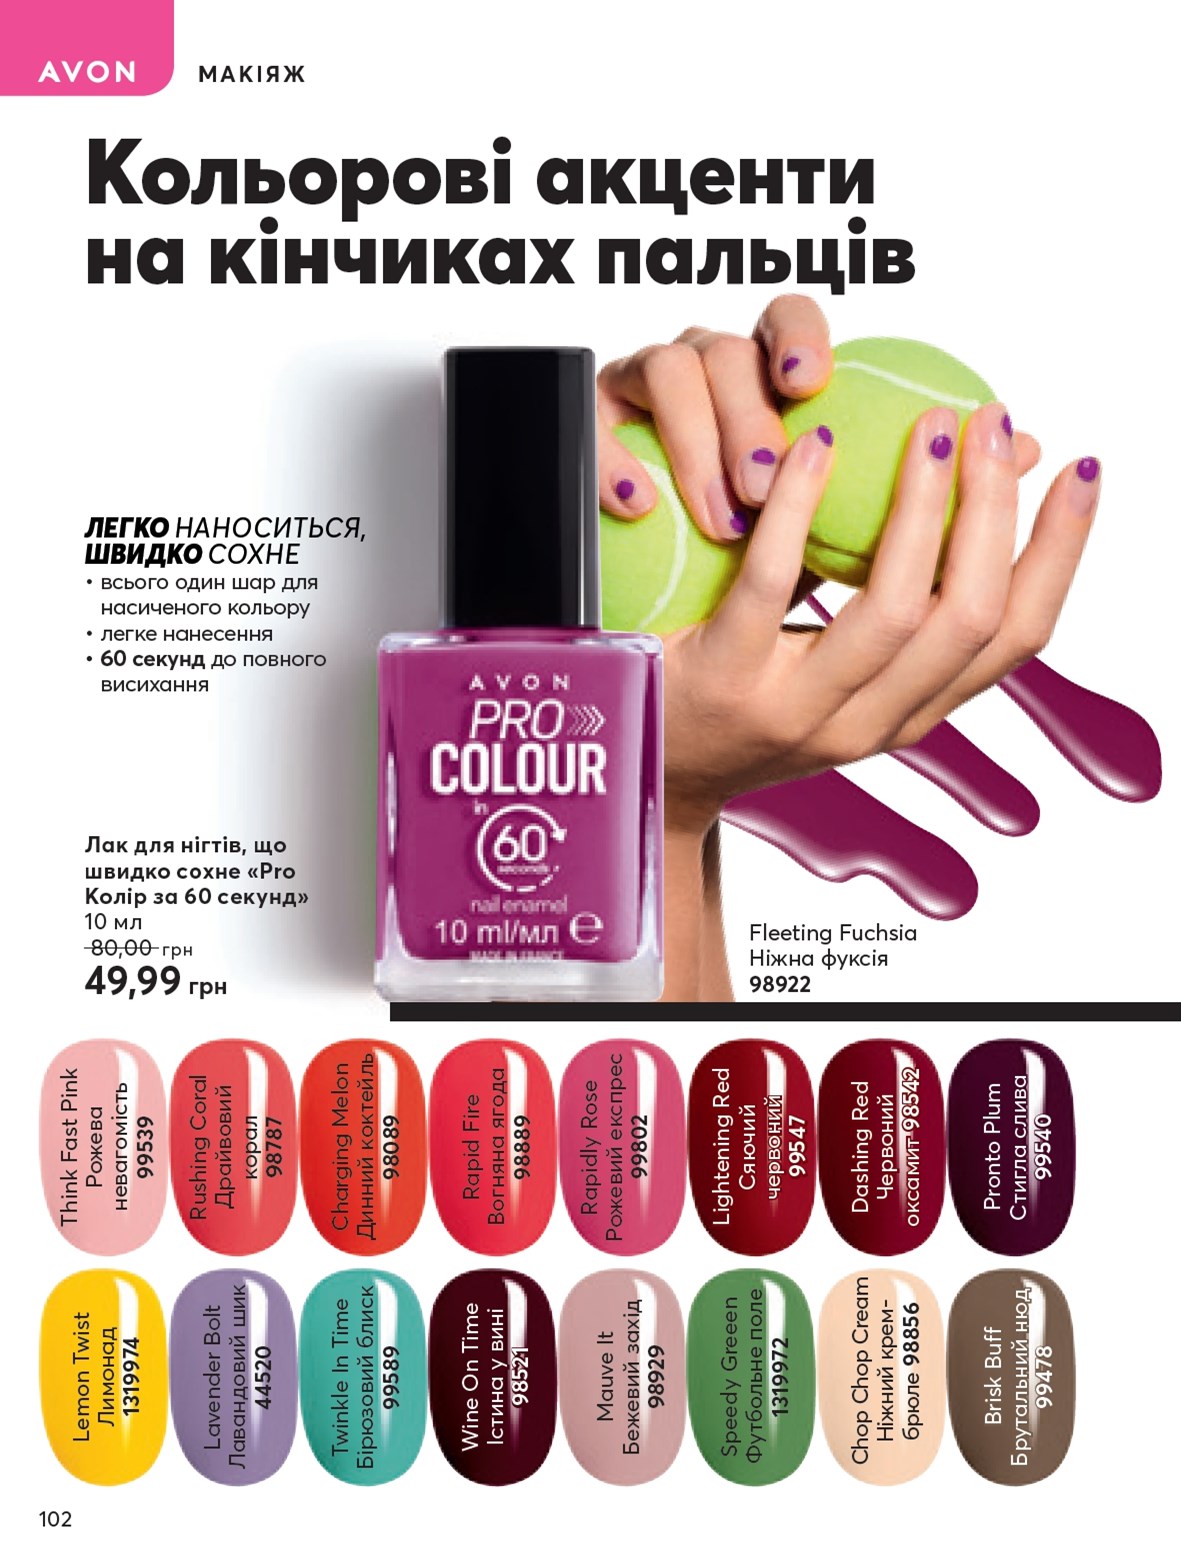 AVON
МАКІЯЖ
Кольорові акценти
на кінчиках пальців
ЛЕГКО НАНОСИТЬСЯ,
ШВИДКО СОХНЕ
• всього один шар для
насиченого кольору
• легке нанесення
• 60 секунд до повного
висихання
AVON
PRO
COLOUR
in
60
seconds
nail enamel
10 ml/мл e
MADE IN FRANCE
Лак для нігтів, що
швидко сохне «Pro
Колір за 60 секунд»
10 мл
80,00 грн
49,99 грн
Fleeting Fuchsia
Ніжна фуксія
98922
Think Fast Pink
Рожева
невагомість
99539
Rushing Coral
Драйвовий
корал
98787
Charging Melon
Динний коктейль
98089
Rapid Fire
Вогняна ягода
98889
Rapidly Rose
Рожевий експрес
99802
Lightening Red
Сяючий
червоний
99547
Dashing Red
Червоний
оксамит 98542
Pronto Plum
Стигла слива
99540
Lemon Twist
Лимонад
1319974
Lavender Bolt
Лавандовий шик
44520
Twinkle In Time
Бірюзовий блиск
99589
Wine On Time
Істина у вині
98521
Mauve It
Бежевий захід
98929
Speedy Greeen
Футбольне поле
1319972
Chop Chop Cream
Ніжний крем-
брюле 98856
Brisk Buff
Брутальний нюд
99478
102